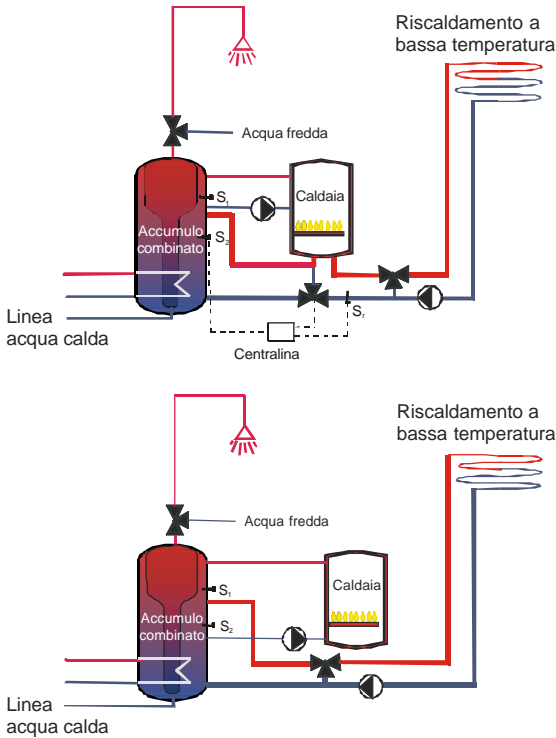 Riscaldamento a
bassa temperatura
Acqua fredda
S1
Caldaia
Accumulo
combinato
S2
Linea
acqua calda
Sr
Centralina
Riscaldamento a
bassa temperatura
Acqua fredda
Caldaia
S1
Accumulo
combinato
S2
Linea
acqua calda